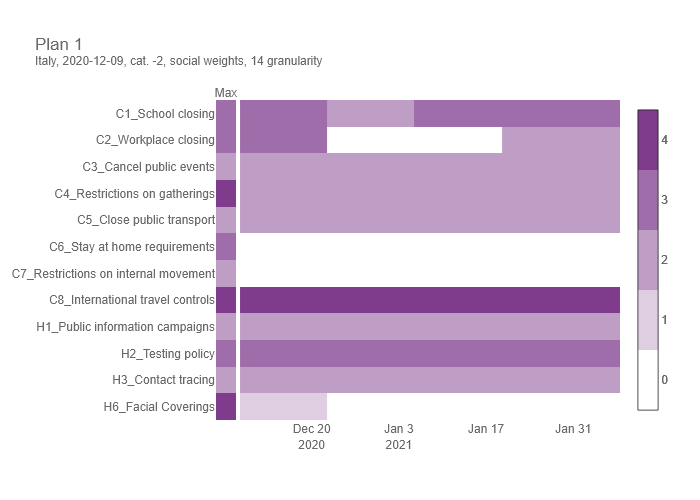 Plan 1
Italy, 2020-12-09, cat. -2, social weights, 14 granularity
Max
C1_School closing
C2_Workplace closing
C3_Cancel public events
C4_Restrictions on gatherings
C5_Close public transport
C6_Stay at home requirements
C7_Restrictions on internal movement
C8_International travel controls
H1_Public information campaigns
H2_Testing policy
H3_Contact tracing
H6_Facial Coverings
Dec 20 Jan 3 Jan 17 Jan 31
2020 2021
4
3
2
1
0